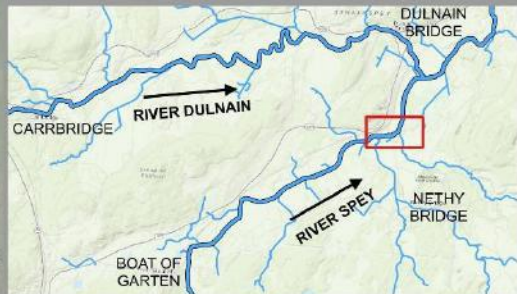 DULNAIN
BRIDGE
RIVER DULNAIN
CARRBRIDGE
NETHY
BRIDGE
RIVER SPEY
BOAT OF
GARTEN